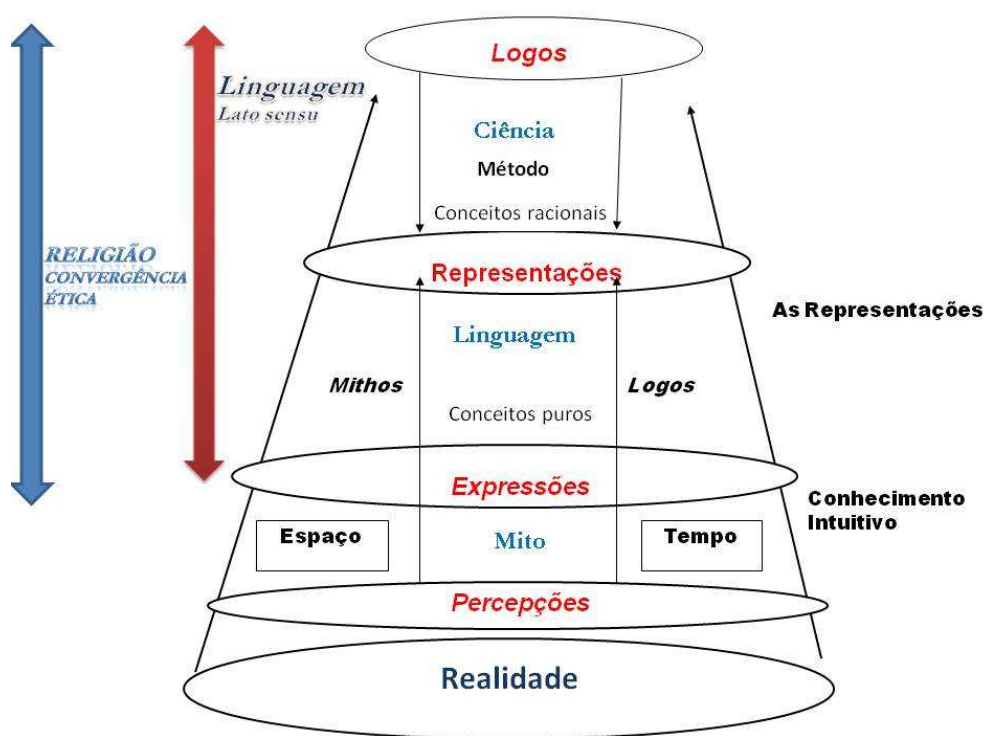 Logos
Linguagem
Lato sensu
Ciência
Método
Conceitos racionais
RELIGIÃO
CONVERGÊNCIA
ÉTICA
Representações
As Representações
Linguagem
Mithos
Logos
Conceitos puros
Expressões
Conhecimento
Intuitivo
Espaço
Mito
Tempo
Percepções
Realidade